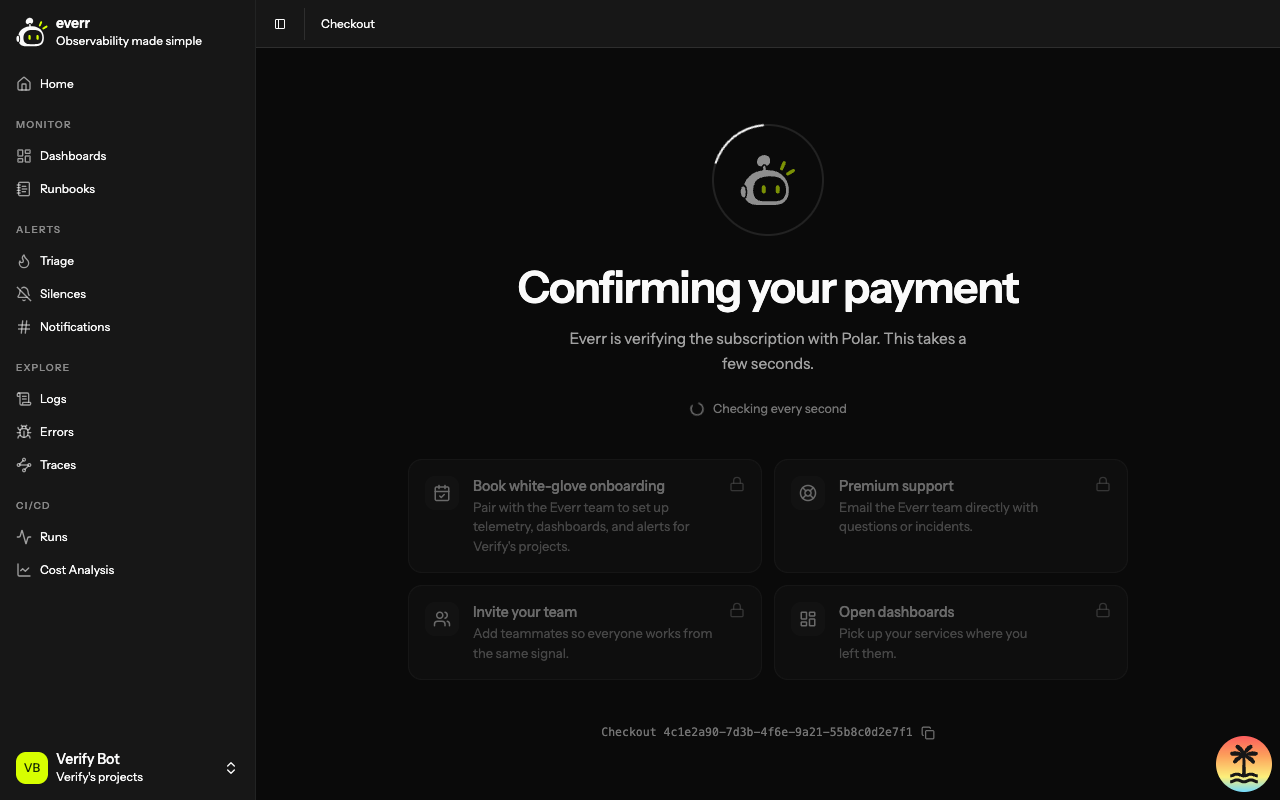 everr
Observability made simple
Home
MONITOR
Dashboards
Runbooks
ALERTS
Triage
Silences
Notifications
EXPLORE
Logs
Errors
Traces
CI/CD
Runs
Cost Analysis
VB
Verify Bot
Verify's projects
Checkout
Confirming your payment
Everr is verifying the subscription with Polar. This takes a
few seconds.
Checking every second
Book white-glove onboarding
Pair with the Everr team to set up
telemetry, dashboards, and alerts for
Verify's projects.
Premium support
Email the Everr team directly with
questions or incidents.
Invite your team
Add teammates so everyone works from
the same signal.
Open dashboards
Pick up your services where you
left them.
Checkout 4c1e2a90-7d3b-4f6e-9a21-55b8c0d2e7f1